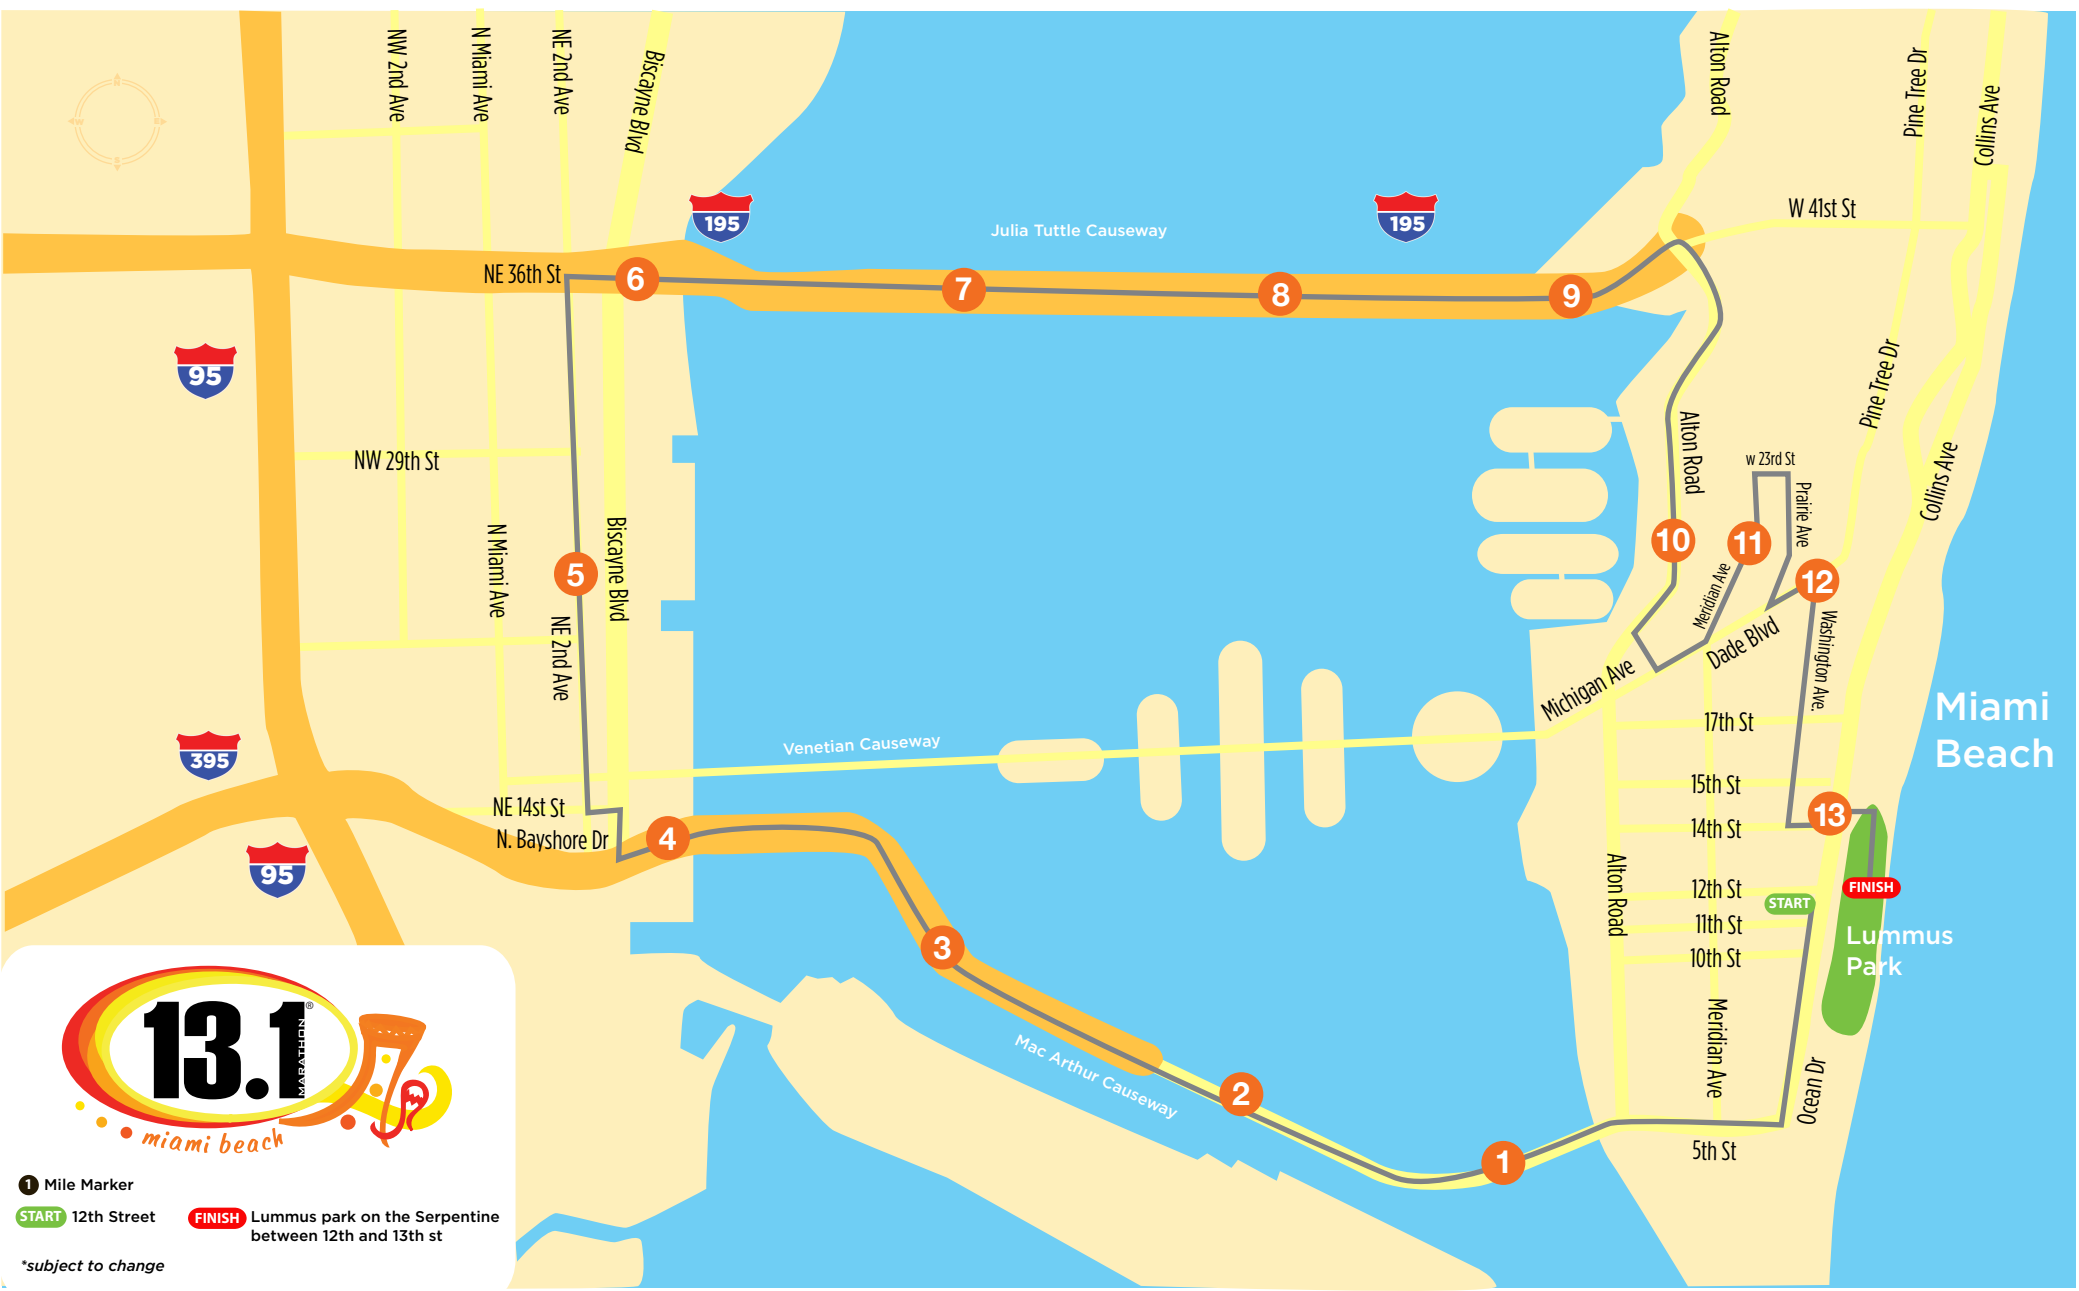 N
W
E
S
NW 2nd Ave
N Miami Ave
NE 2nd Ave
Biscayne Blvd
195
Julia Tuttle Causeway
195
Alton Road
Pine Tree Dr
Collins Ave
W 41st St
NE 36th St
6
7
8
9
95
NW 29th St
N Miami Ave
5
Biscayne Blvd
NE 2nd Ave
Alton Road
Pine Tree Dr
Collins Ave
w 23rd St
Prairie Ave
10
11
12
Meridian Ave
Dade Blvd
Washington Ave.
Michigan Ave
17th St
Miami
Beach
395
Venetian Causeway
NE 14st St
N. Bayshore Dr
4
95
15th St
14th St
13
Alton Road
12th St
START
FINISH
11th St
10th St
Lummus
Park
3
Mac Arthur Causeway
2
Meridian Ave
Ocean Dr
1
5th St
13.1®
MARATHON
miami beach
1 Mile Marker
START 12th Street
FINISH Lummus park on the Serpentine
between 12th and 13th st
*subject to change